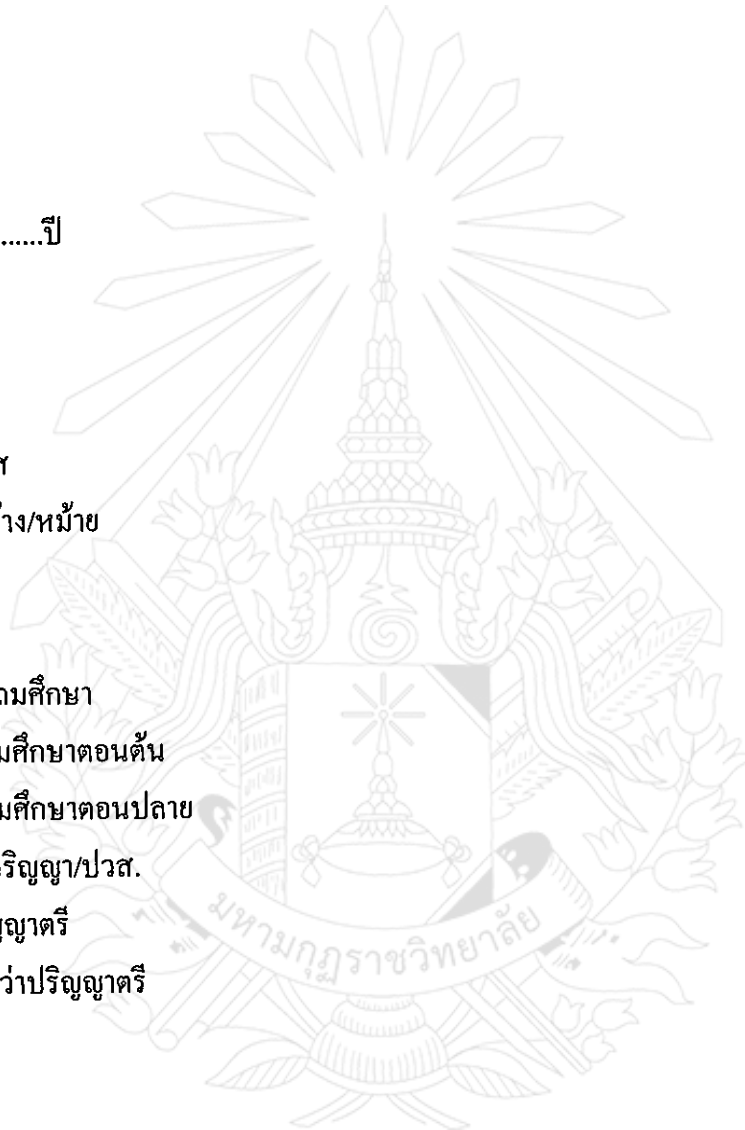 ......ปี
ส
าง/หม้าย
ถมศึกษา
มศึกษาตอนต้น
มศึกษาตอนปลาย
ริญญา/ปวส.
ญญาตรี
ว่าปริญญาตรี
มหามกุฏราชวิทยาลัย